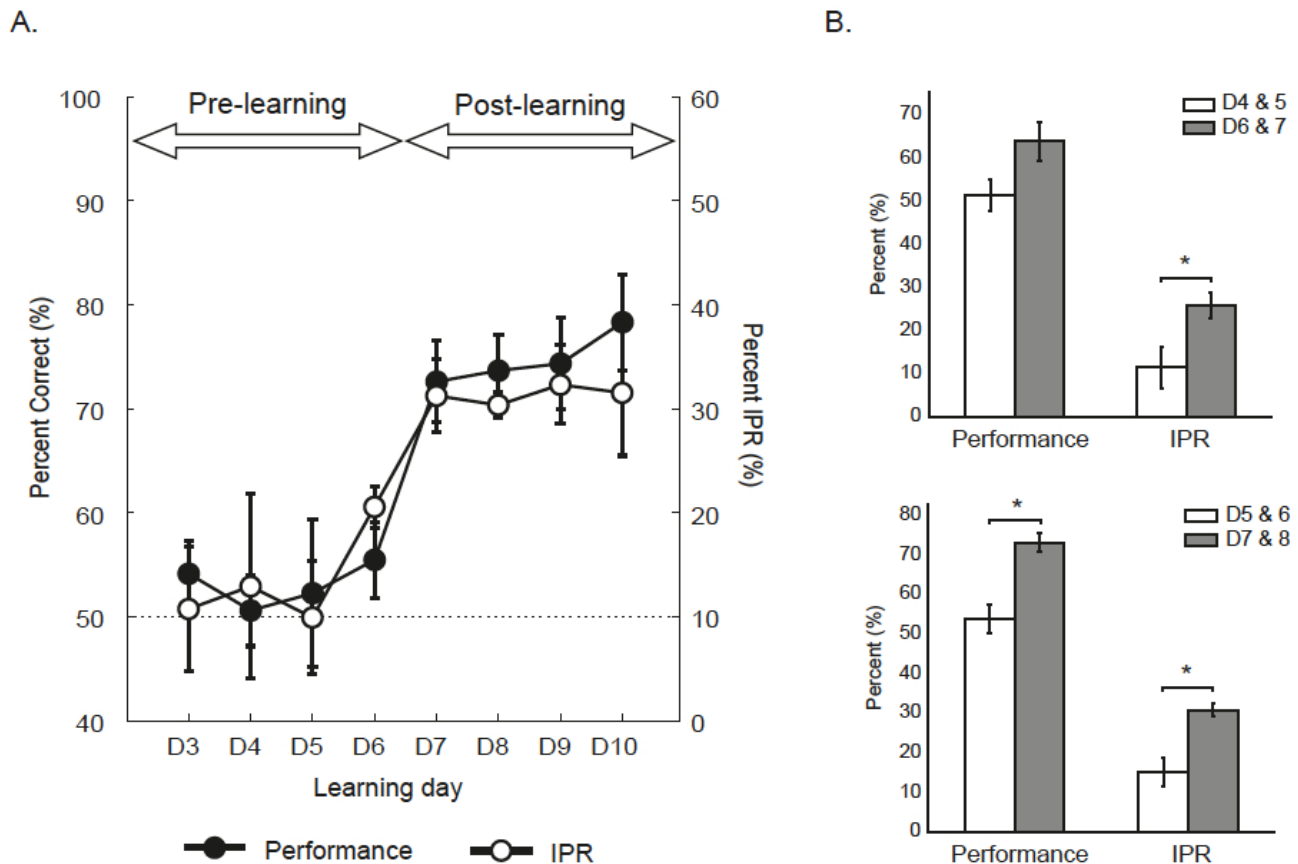 A.
Pre-learning
Post-learning
100
90
80
70
60
50
40
Percent Correct (%)
60
50
40
30
20
10
0
Percent IPR (%)
D3 D4 D5 D6 D7 D8 D9 D10
Learning day
Performance IPR
B.
D4 & 5
D6 & 7
70
60
50
40
30
20
10
0
Percent (%)
*
Performance IPR
D5 & 6
D7 & 8
80
70
60
50
40
30
20
10
0
Percent (%)
*
*
Performance IPR